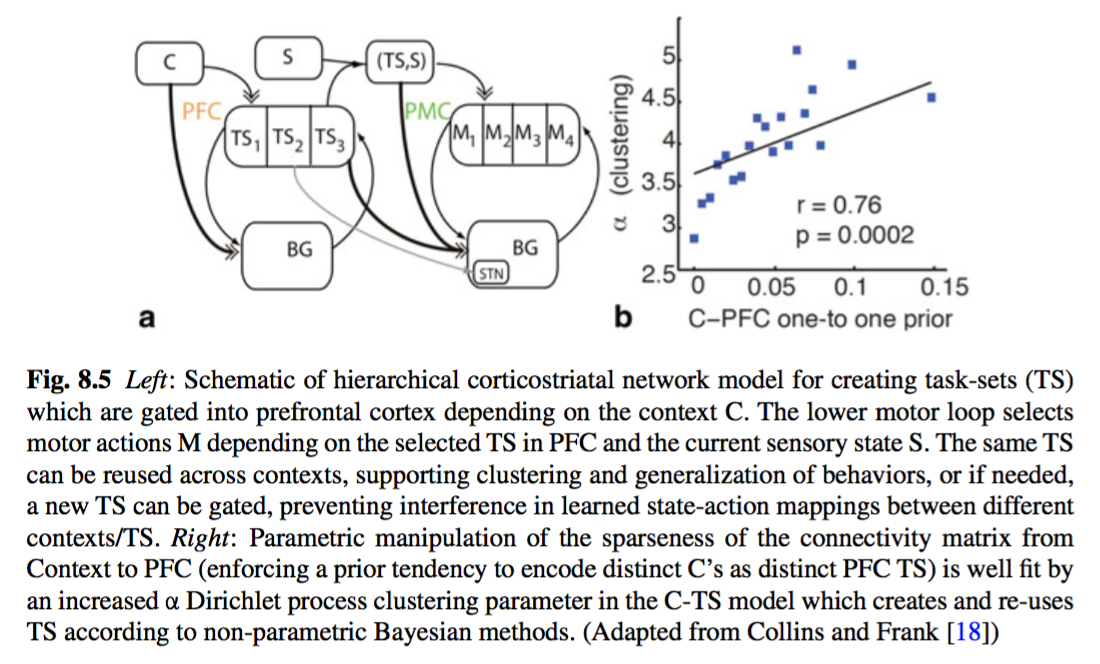 C
S
(TS,S)
PFC
PMC
TS1 TS2 TS3
M1 M2 M3 M4
BG
BG
STN
a
α (clustering)
5
4.5
4
3.5
3
2.5
r = 0.76
p = 0.0002
0 0.05 0.1 0.15
b C–PFC one-to one prior
Fig. 8.5 Left: Schematic of hierarchical corticostriatal network model for creating task-sets (TS)
which are gated into prefrontal cortex depending on the context C. The lower motor loop selects
motor actions M depending on the selected TS in PFC and the current sensory state S. The same TS
can be reused across contexts, supporting clustering and generalization of behaviors, or if needed,
a new TS can be gated, preventing interference in learned state-action mappings between different
contexts/TS. Right: Parametric manipulation of the sparseness of the connectivity matrix from
Context to PFC (enforcing a prior tendency to encode distinct C’s as distinct PFC TS) is well fit by
an increased α Dirichlet process clustering parameter in the C-TS model which creates and re-uses
TS according to non-parametric Bayesian methods. (Adapted from Collins and Frank [18])